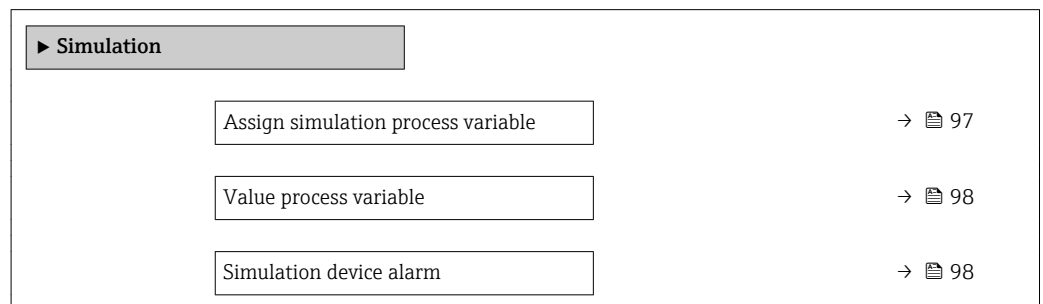 ► Simulation
Assign simulation process variable → 97
Value process variable → 98
Simulation device alarm → 98